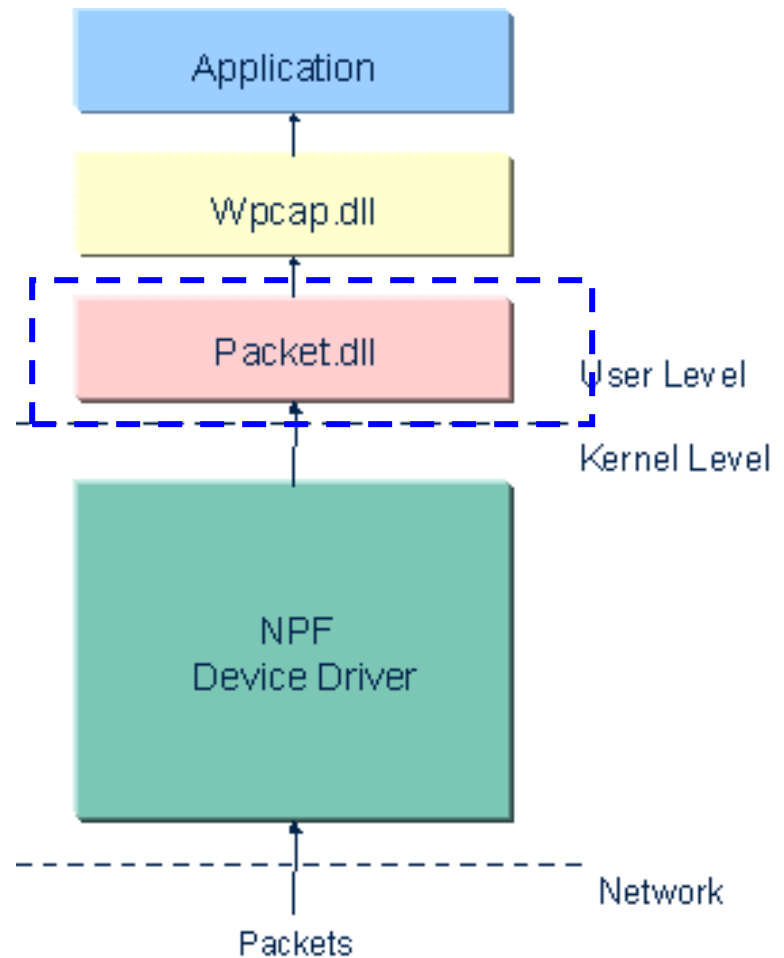 Application
Wpcap.dll
Packet.dll
User Level
Kernel Level
NPF
Device Driver
Network
Packets